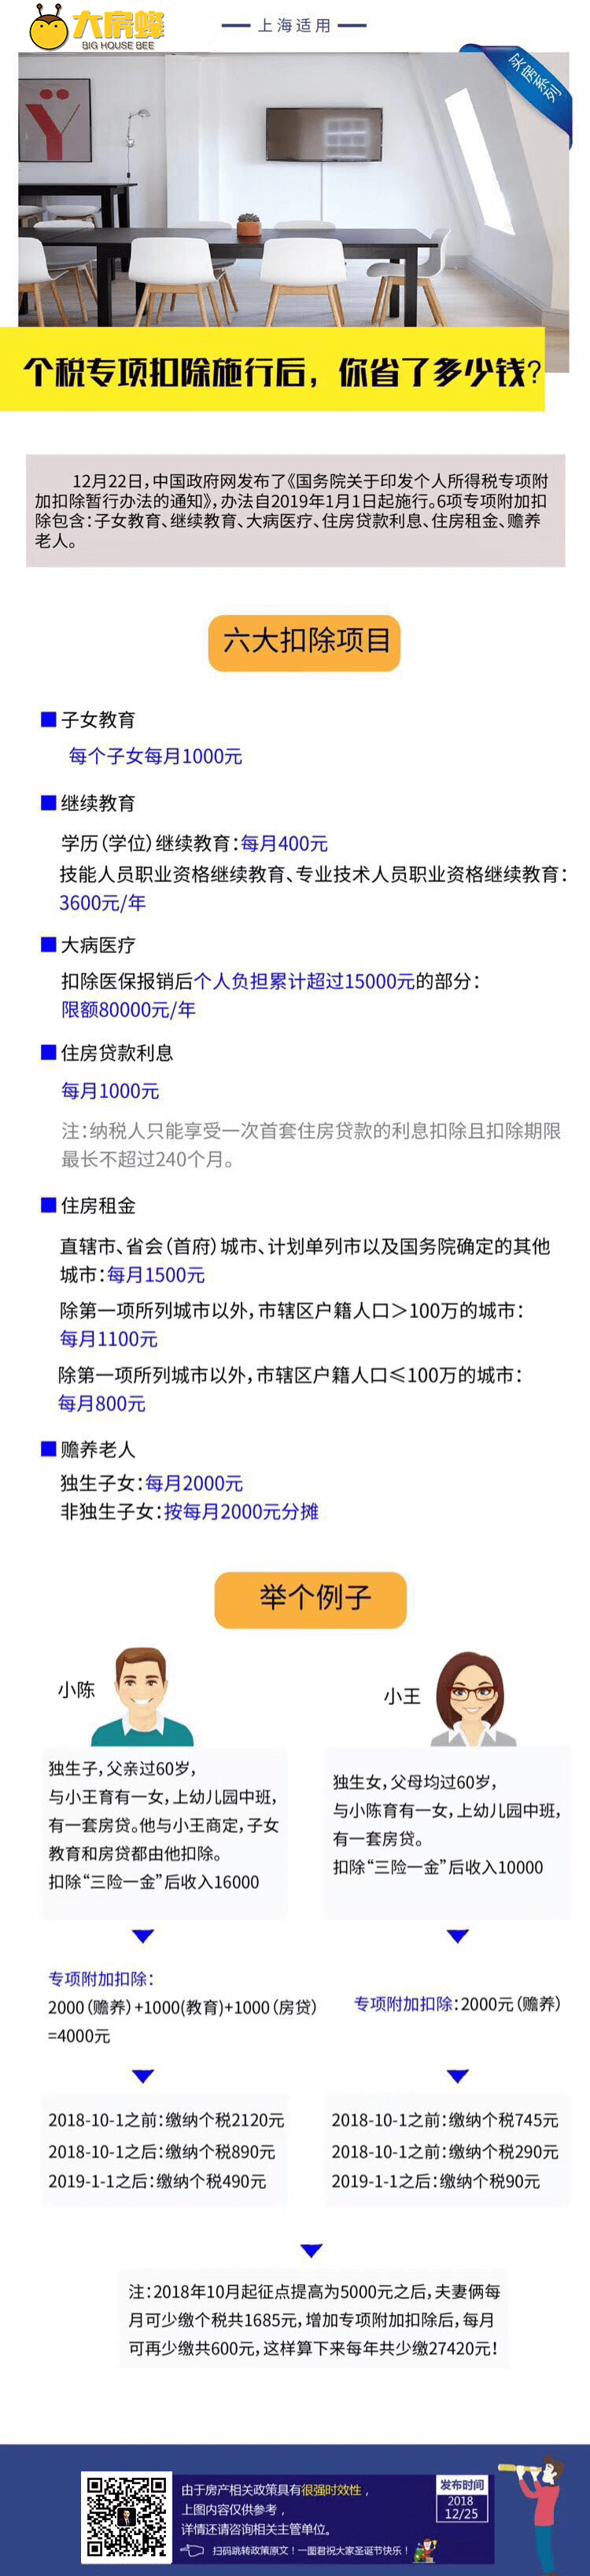 大房蜂
BIG HOUSE BEE
上海适用
买房系列
Ÿ
个税专项扣除施行后，你省了多少钱?
12月22日，中国政府网发布了《国务院关于印发个人所得税专项附
加扣除暂行办法的通知》，办法自2019年1月1日起施行。6项专项附加扣
除包含：子女教育、继续教育、大病医疗、住房贷款利息、住房租金、赡养
老人。
六大扣除项目
子女教育
每个子女每月1000元
继续教育
学历（学位）继续教育：每月400元
技能人员职业资格继续教育、专业技术人员职业资格继续教育：
3600元/年
大病医疗
扣除医保报销后个人负担累计超过15000元的部分：
限额80000元/年
住房贷款利息
每月1000元
注：纳税人只能享受一次首套住房贷款的利息扣除且扣除期限
最长不超过240个月。
住房租金
直辖市、省会（首府）城市、计划单列市以及国务院确定的其他
城市：每月1500元
除第一项所列城市以外，市辖区户籍人口＞100万的城市：
每月1100元
除第一项所列城市以外，市辖区户籍人口≤100万的城市：
每月800元
赡养老人
独生子女：每月2000元
非独生子女：按每月2000元分摊
举个例子
小陈
独生子，父亲过60岁，
与小王育有一女，上幼儿园中班，
有一套房贷。他与小王商定，子女
教育和房贷都由他扣除。
扣除“三险一金”后收入16000
专项附加扣除：
2000（赡养）+1000(教育)+1000（房贷）
=4000元
2018-10-1之前：缴纳个税2120元
2018-10-1之后：缴纳个税890元
2019-1-1之后：缴纳个税490元
小王
独生女，父母均过60岁，
与小陈育有一女，上幼儿园中班，
有一套房贷。
扣除“三险一金”后收入10000
专项附加扣除：2000元（赡养）
2018-10-1之前：缴纳个税745元
2018-10-1之前：缴纳个税290元
2019-1-1之后：缴纳个税90元
注：2018年10月起征点提高为5000元之后，夫妻俩每
月可少缴个税共1685元，增加专项附加扣除后，每月
可再少缴共600元，这样算下来每年共少缴27420元！
由于房产相关政策具有很强时效性，
上图内容仅供参考，
详情还请咨询相关主管单位。
扫码跳转政策原文！一图君祝大家圣诞节快乐！
发布时间
2018
12/25